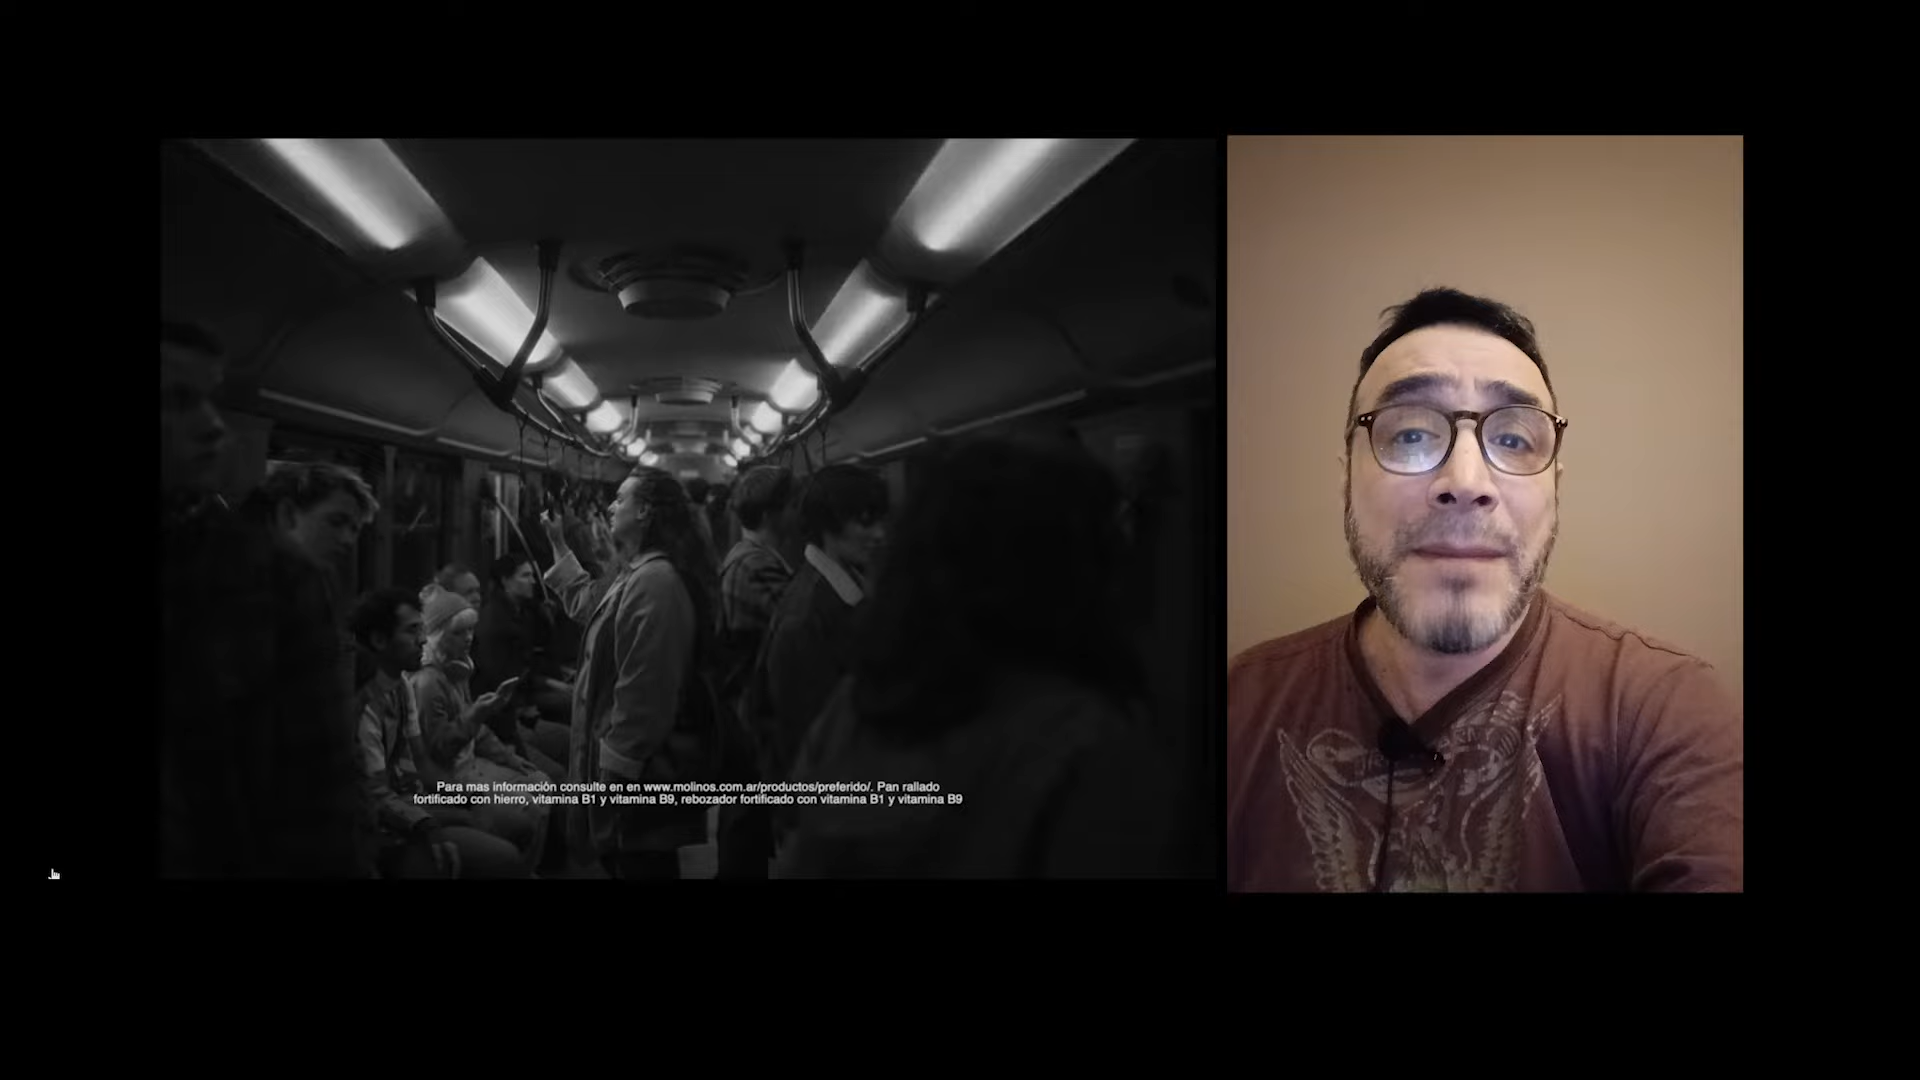 Para mas información consulte en en www.molinos.com.ar/productos/preferido/. Pan rallado
fortificado con hierro, vitamina B1 y vitamina B9, rebozador fortificado con vitamina B1 y vitamina B9